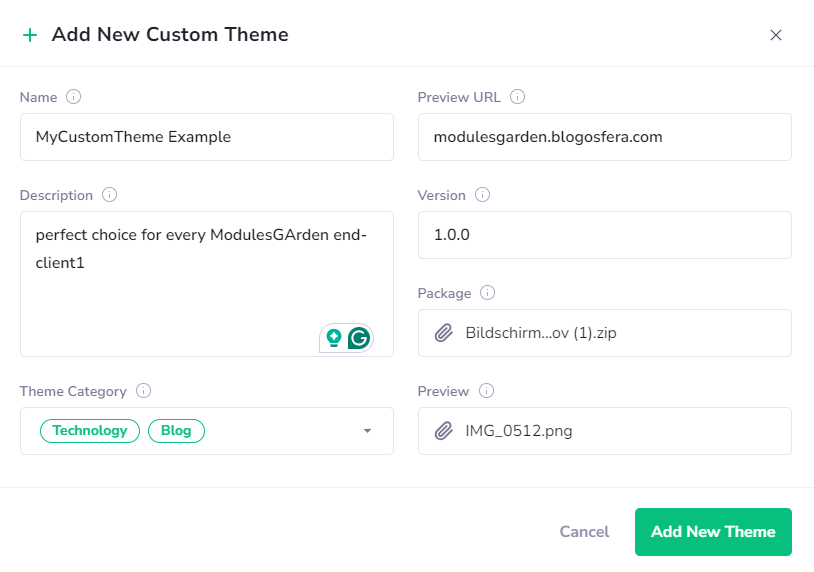 Add New Custom Theme
Name
Preview URL
MyCustomTheme Example
modulesgarden.blogosfera.com
Description
Version
perfect choice for every ModulesGArden end-
client1
1.0.0
Package
Bildschirm...ov (1).zip
Theme Category
Preview
Technology Blog
IMG_0512.png
Cancel
Add New Theme